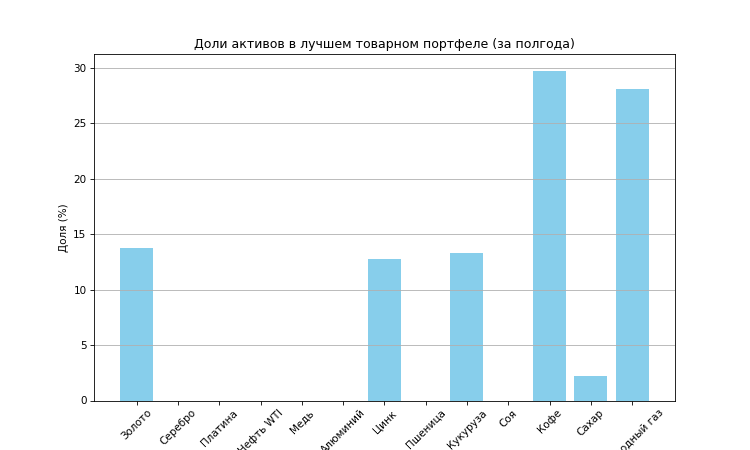 Доли активов в лучшем товарном портфеле (за полгода)
Доля (%)
30
25
20
15
10
5
0
Золото
Серебро
Платина
Нефть WTI
Медь
Алюминий
Цинк
Пшеница
Кукуруза
Соя
Кофе
Сахар
одный газ